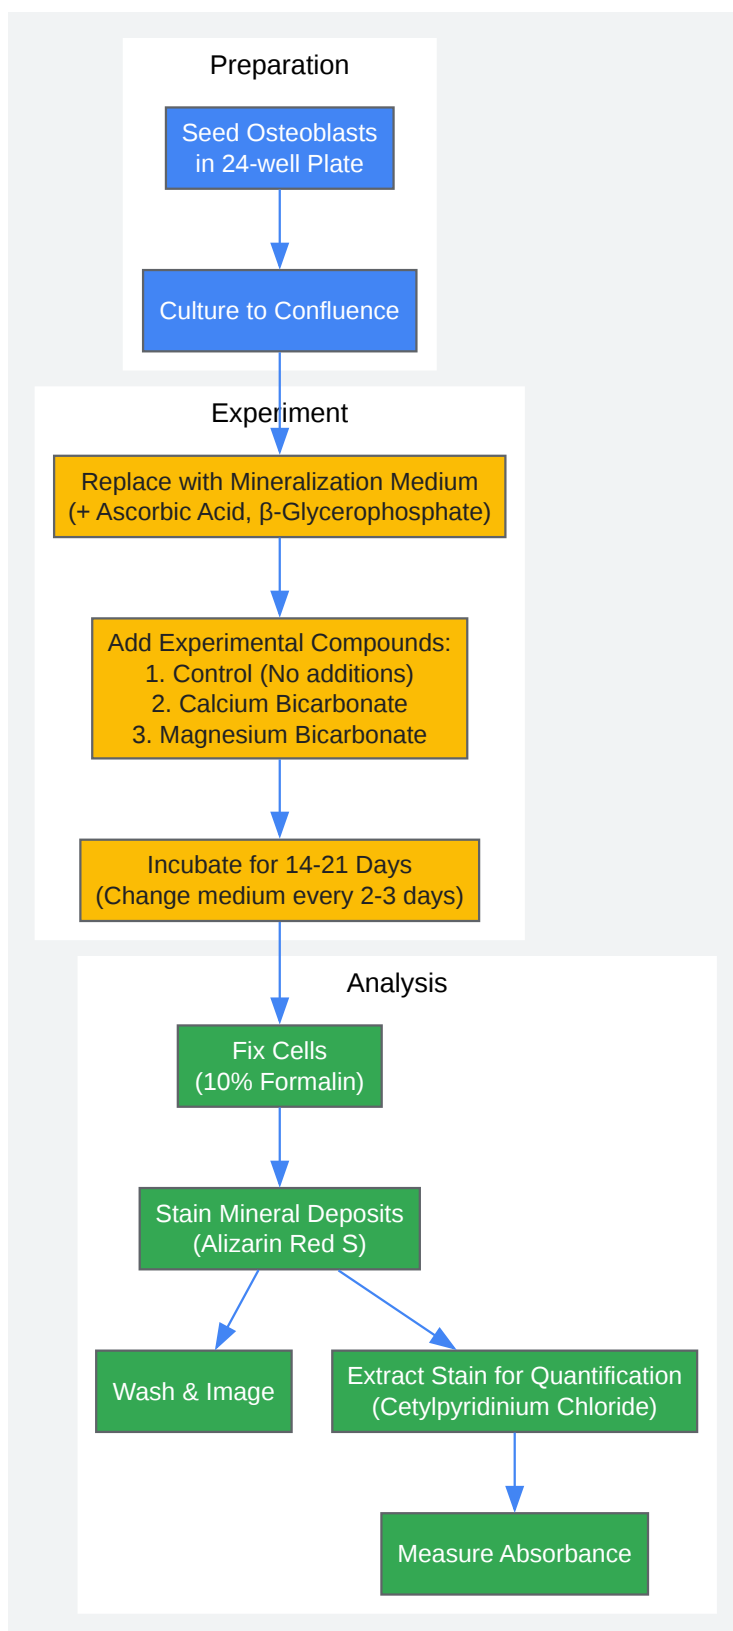 Preparation
Seed Osteoblasts
in 24-well Plate
Culture to Confluence
Experiment
Replace with Mineralization Medium
(+ Ascorbic Acid, β-Glycerophosphate)
Add Experimental Compounds:
1. Control (No additions)
2. Calcium Bicarbonate
3. Magnesium Bicarbonate
Incubate for 14-21 Days
(Change medium every 2-3 days)
Analysis
Fix Cells
(10% Formalin)
Stain Mineral Deposits
(Alizarin Red S)
Wash & Image
Extract Stain for Quantification
(Cetylpyridinium Chloride)
Measure Absorbance